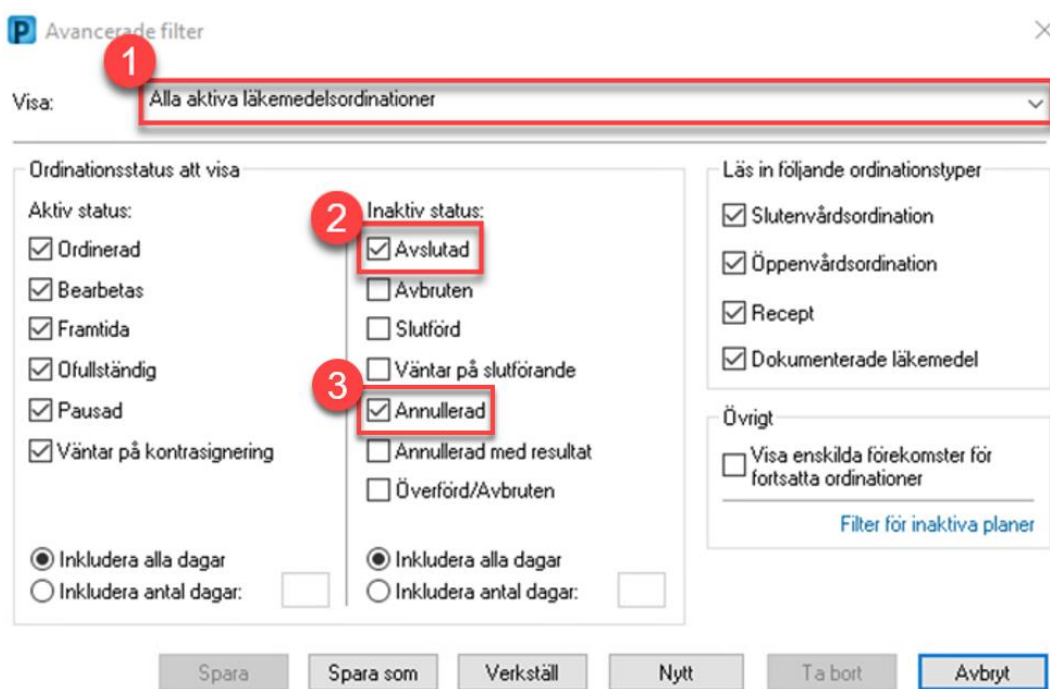 P Avancerade filter
1
Visa: Alla aktiva läkemedelsordinationer
Ordinationsstatus att visa
Aktiv status:
Ordinerad
Bearbetas
Framtida
Ofullständig
Pausad
Väntar på kontrasignering
Inkludera alla dagar
Inkludera antal dagar:
2
Inaktiv status:
Avslutad
Avbruten
Slutförd
Väntar på slutförande
3
Annullerad
Annullerad med resultat
Överförd/Avbruten
Inkludera alla dagar
Inkludera antal dagar:
Läs in följande ordinationstyper
Slutenvårdsordination
Öppenvårdsordination
Recept
Dokumenterade läkemedel
Övrigt
Visa enskilda förekomster för
fortsatta ordinationer
Filter för inaktiva planer
Spara Spara som Verkställ Nytt Ta bort Avbryt